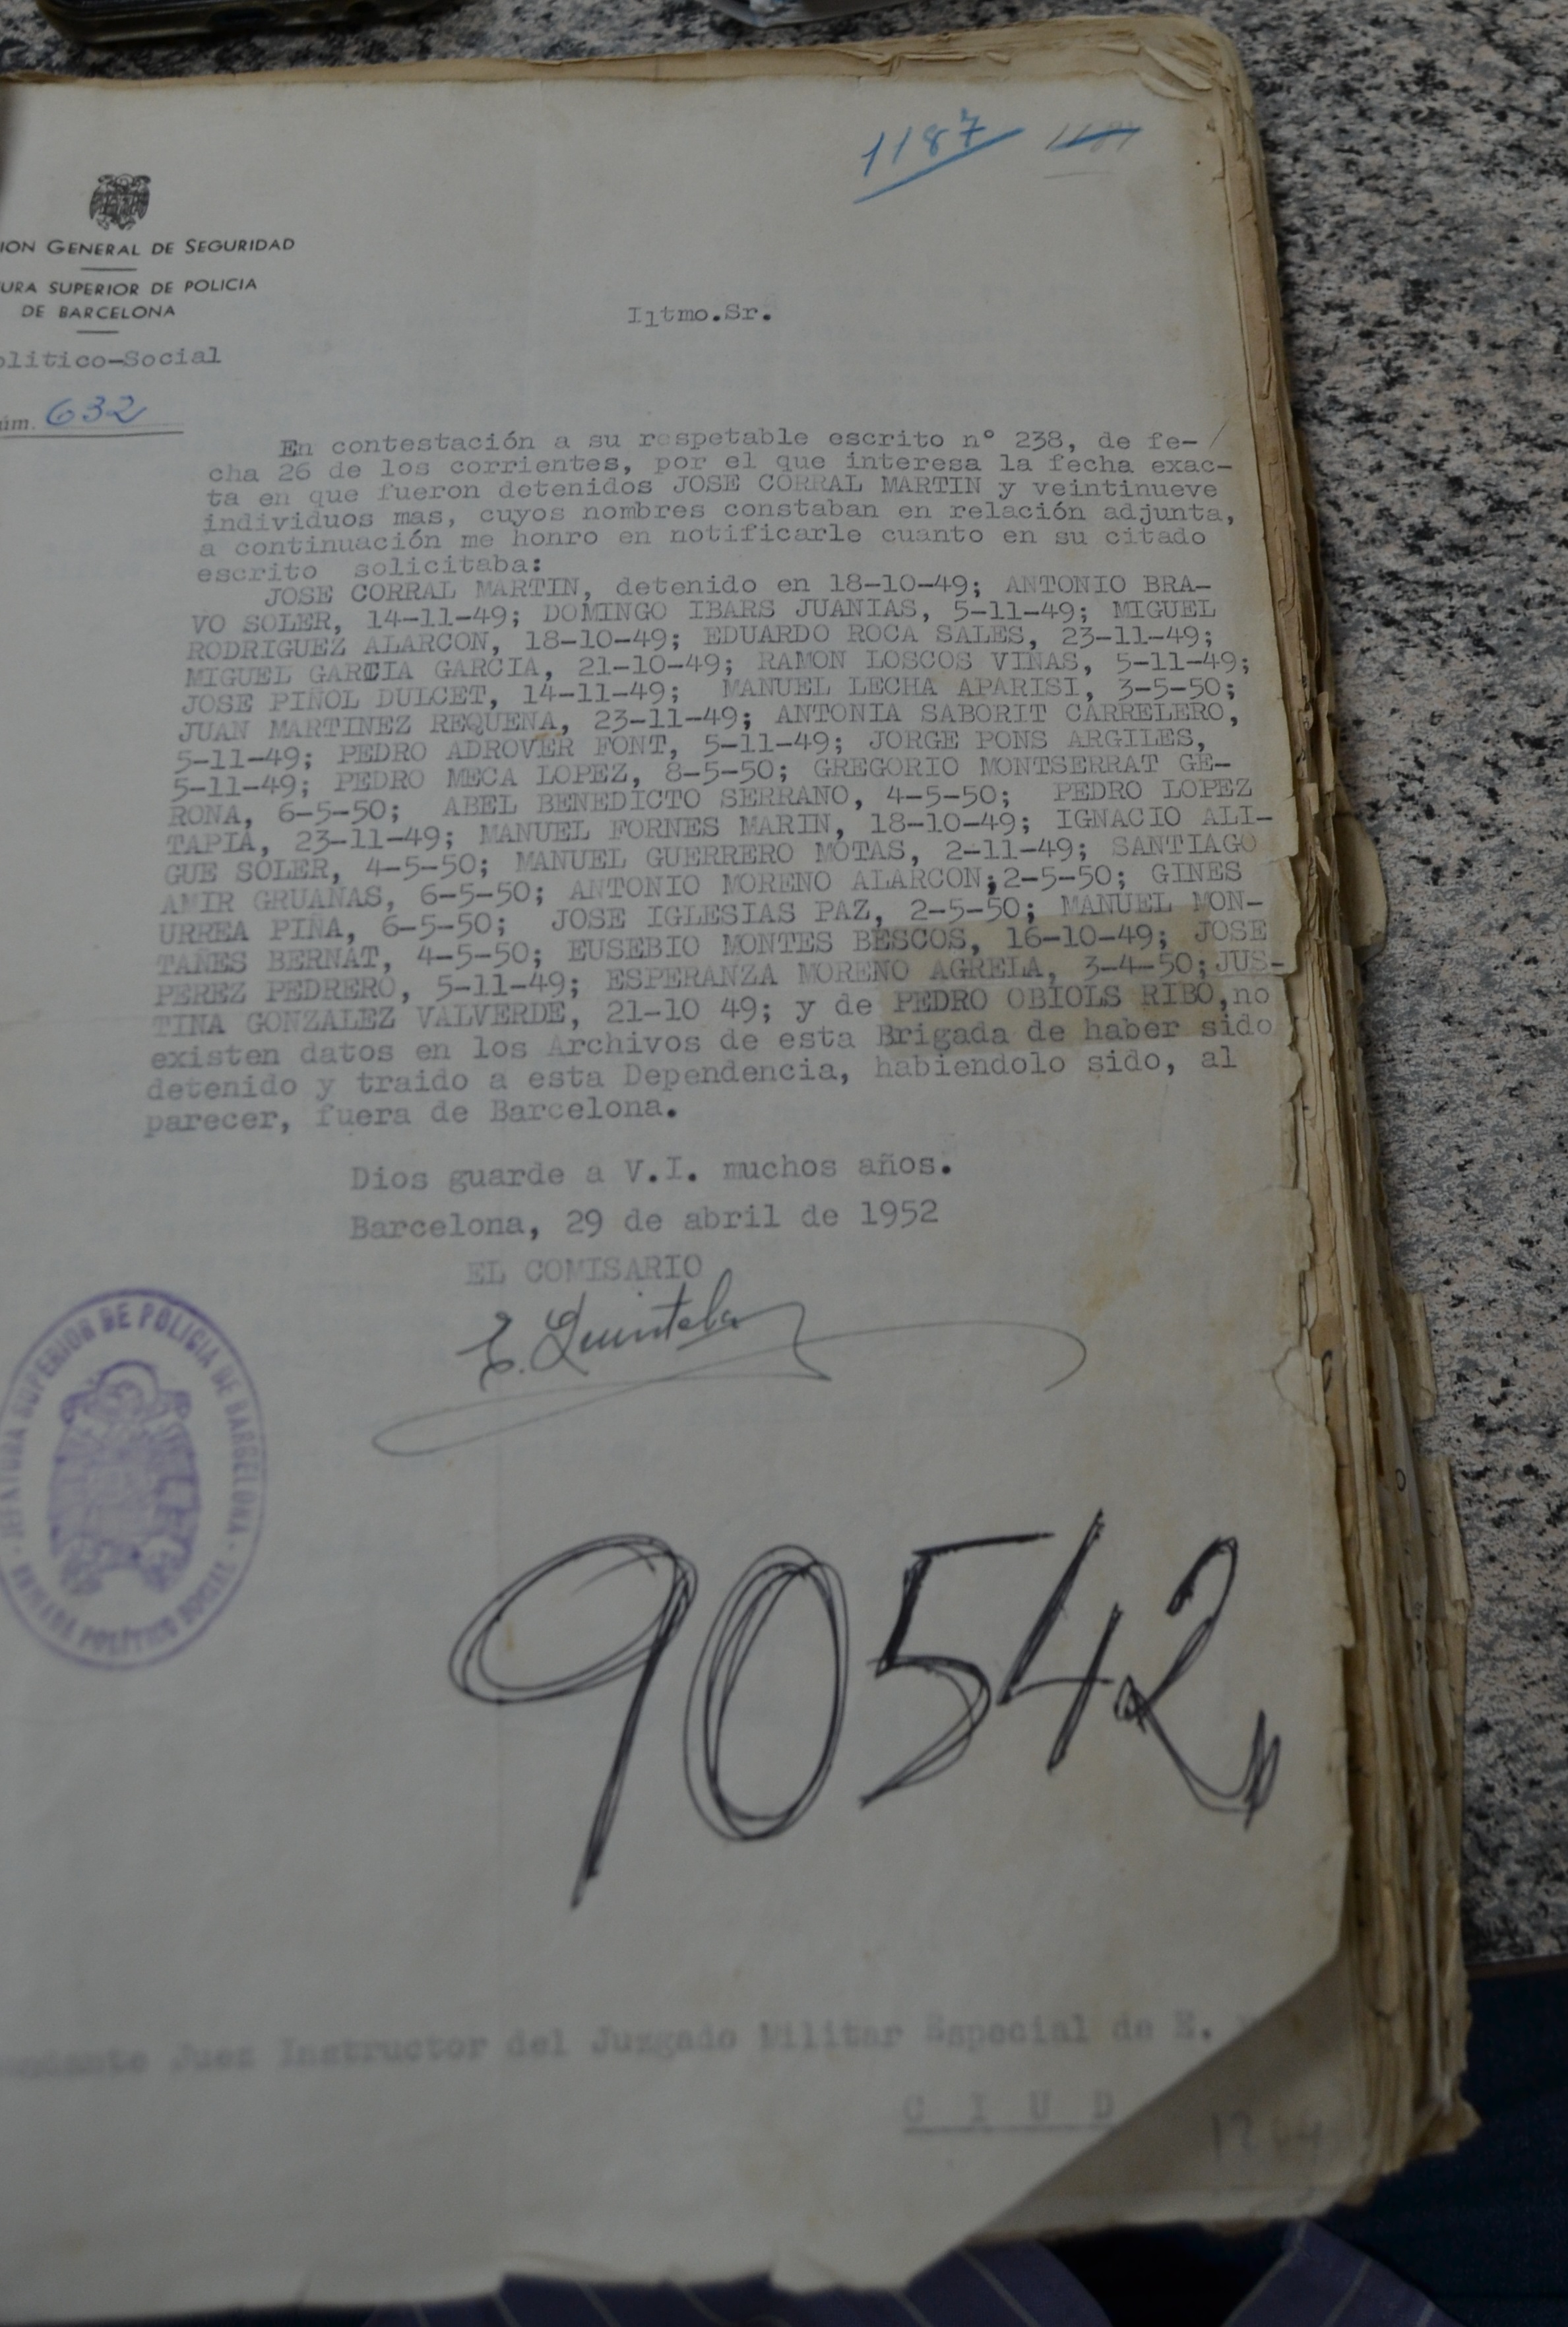 1187
ION GENERAL DE SEGURIDAD
URA SUPERIOR DE POLICIA
DE BARCELONA
olitico-Social
úm. 632
Iltmo.Sr.
En contestación a su respetable escrito nº 238, de fe-/
cha 26 de los corrientes, por el que interesa la fecha exac-
ta en que fueron detenidos JOSE CORRAL MARTIN y veintinueve
individuos mas, cuyos nombres constaban en relación adjunta,
a continuación me honro en notificarle cuanto en su citado
escrito solicitaba:
JOSE CORRAL MARTIN, detenido en 18-10-49; ANTONIO BRA-
VO SOLER, 14-11-49; DOMINGO IBARS JUANIAS, 5-11-49; MIGUEL
RODRIGUEZ ALARCON, 18-10-49; EDUARDO ROCA SALES, 23-11-49;
MIGUEL GARCIA GARCIA, 21-10-49; RAMON LOSCOS VIÑAS, 5-11-49;
JOSE PIÑOL DULCET, 14-11-49; MANUEL LECHA APARISI, 3-5-50;
JUAN MARTINEZ REQUENA, 23-11-49; ANTONIA SABORIT CARRELERO,
5-11-49; PEDRO ADROVER FONT, 5-11-49; JORGE PONS ARGILES,
5-11-49; PEDRO MECA LOPEZ, 8-5-50; GREGORIO MONTSERRAT GE-
RONA, 6-5-50; ABEL BENEDICTO SERRANO, 4-5-50; PEDRO LOPEZ
TAPIA, 23-11-49; MANUEL FORNES MARIN, 18-10-49; IGNACIO ALI-
GUE SOLER, 4-5-50; MANUEL GUERRERO MOTAS, 2-11-49; SANTIAGO
AMIR GRUAÑAS, 6-5-50; ANTONIO MORENO ALARCON;2-5-50; GINES
URREA PIÑA, 6-5-50; JOSE IGLESIAS PAZ, 2-5-50; MANUEL MON-
TAÑES BERNAT, 4-5-50; EUSEBIO MONTES BESCOS, 16-10-49; JOSE
PEREZ PEDRERO, 5-11-49; ESPERANZA MORENO AGRELA, 3-4-50;JUS-
TINA GONZALEZ VALVERDE, 21-10 49; y de PEDRO OBIOLS RIBO,no
existen datos en los Archivos de esta Brigada de haber sido
detenido y traido a esta Dependencia, habiendolo sido, al
parecer, fuera de Barcelona.
Dios guarde a V.I. muchos años.
Barcelona, 29 de abril de 1952
EL COMISARIO
E. Quintela
JEFATURA SUPERIOR DE POLICIA DE BARCELONA
BRIGADA POLÍTICO SOCIAL
90542
andante Juez Instructor del Juzgado Militar Especial de E.
C I U D